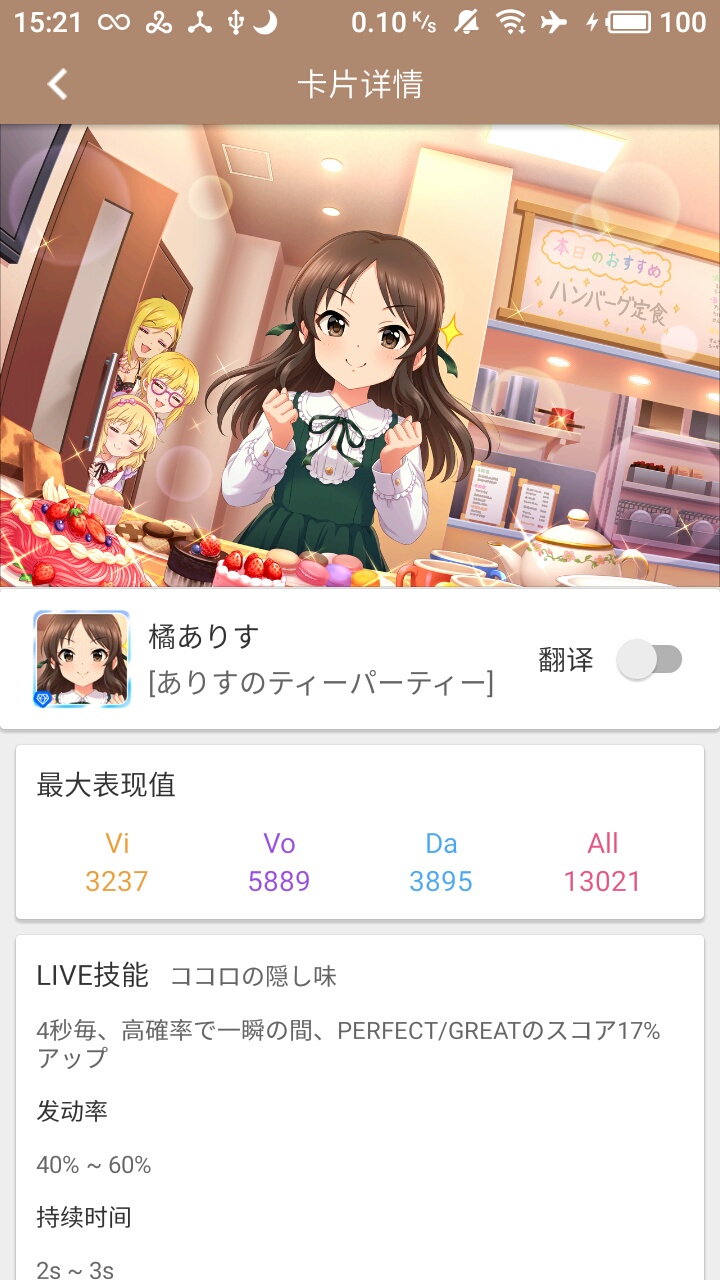 15:21 0.10 K/s 100
卡片详情
本日のおすすめ
ハンバーグ定食
橘ありす
[ありすのティーパーティー]
翻译
最大表现值
Vi Vo Da All
3237 5889 3895 13021
LIVE技能 ココロの隠し味
4秒毎、高確率で一瞬の間、PERFECT/GREATのスコア17%
アップ
发动率
40% ~ 60%
持续时间
2s ~ 3s